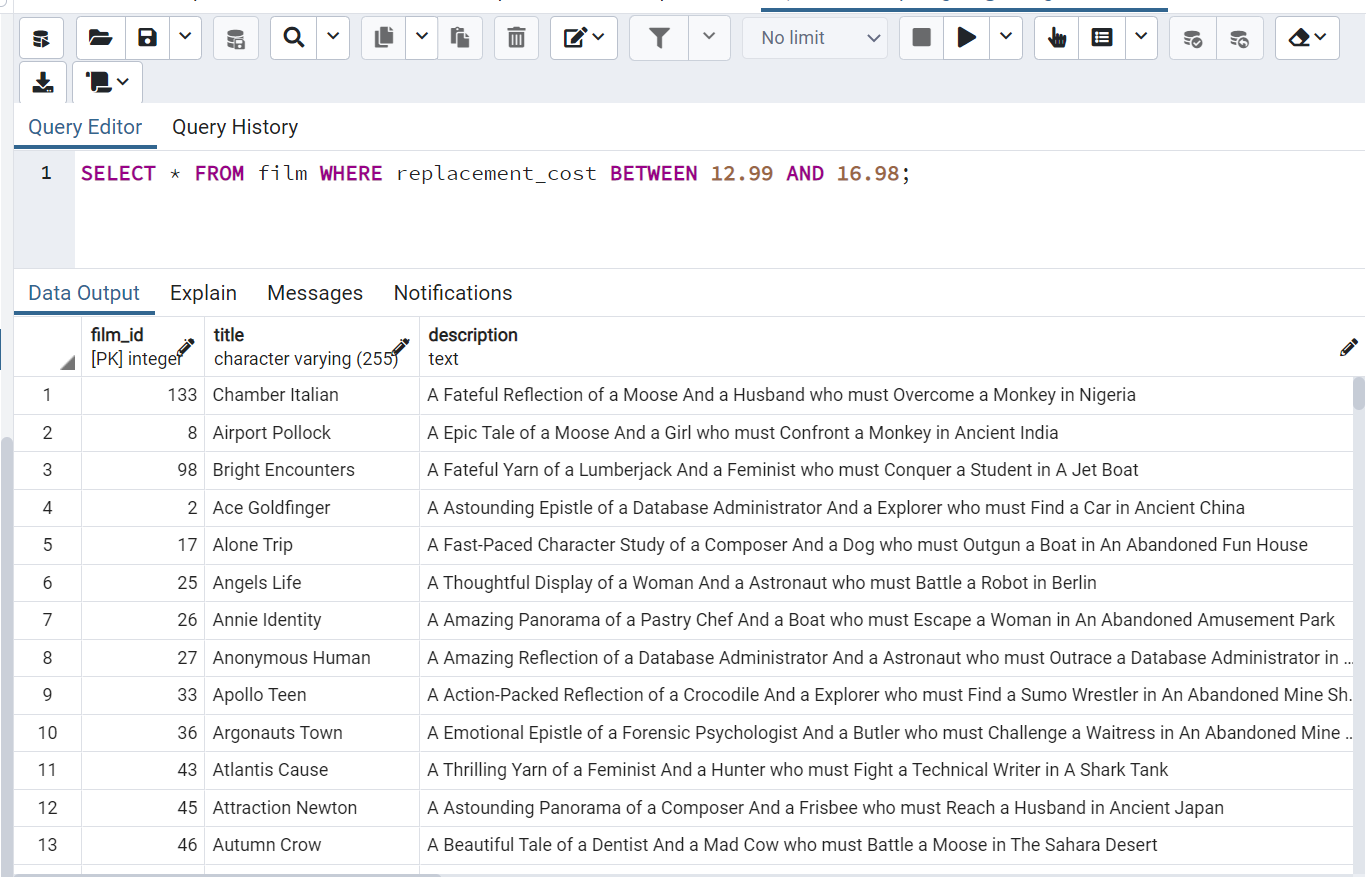 No limit
Query Editor Query History
1 SELECT * FROM film WHERE replacement_cost BETWEEN 12.99 AND 16.98;
Data Output Explain Messages Notifications
film_id title description
[PK] integer character varying (255) text
1 133 Chamber Italian A Fateful Reflection of a Moose And a Husband who must Overcome a Monkey in Nigeria
2 8 Airport Pollock A Epic Tale of a Moose And a Girl who must Confront a Monkey in Ancient India
3 98 Bright Encounters A Fateful Yarn of a Lumberjack And a Feminist who must Conquer a Student in A Jet Boat
4 2 Ace Goldfinger A Astounding Epistle of a Database Administrator And a Explorer who must Find a Car in Ancient China
5 17 Alone Trip A Fast-Paced Character Study of a Composer And a Dog who must Outgun a Boat in An Abandoned Fun House
6 25 Angels Life A Thoughtful Display of a Woman And a Astronaut who must Battle a Robot in Berlin
7 26 Annie Identity A Amazing Panorama of a Pastry Chef And a Boat who must Escape a Woman in An Abandoned Amusement Park
8 27 Anonymous Human A Amazing Reflection of a Database Administrator And a Astronaut who must Outrace a Database Administrator in ...
9 33 Apollo Teen A Action-Packed Reflection of a Crocodile And a Explorer who must Find a Sumo Wrestler in An Abandoned Mine Sh.
10 36 Argonauts Town A Emotional Epistle of a Forensic Psychologist And a Butler who must Challenge a Waitress in An Abandoned Mine ..
11 43 Atlantis Cause A Thrilling Yarn of a Feminist And a Hunter who must Fight a Technical Writer in A Shark Tank
12 45 Attraction Newton A Astounding Panorama of a Composer And a Frisbee who must Reach a Husband in Ancient Japan
13 46 Autumn Crow A Beautiful Tale of a Dentist And a Mad Cow who must Battle a Moose in The Sahara Desert